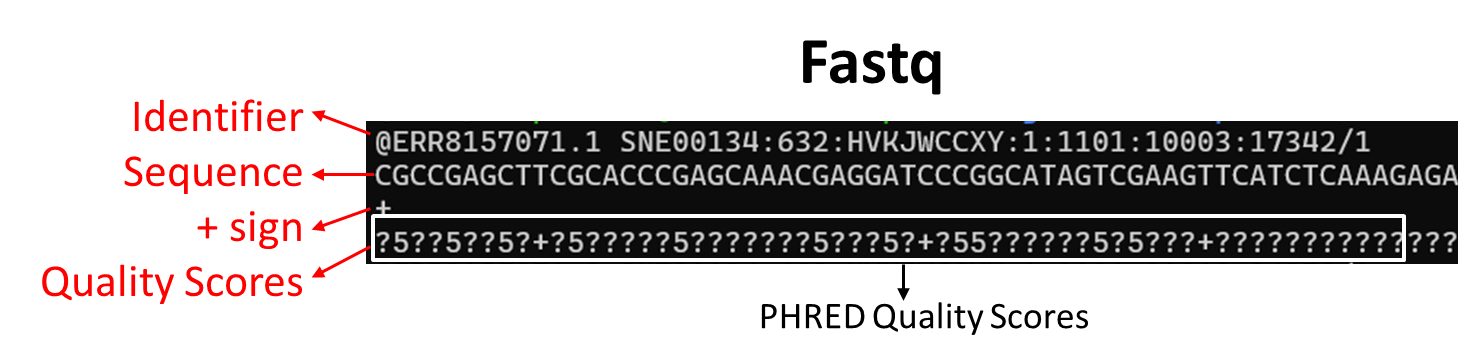 Fastq
Identifier
@ERR8157071.1 SNE00134:632:HVKJWCCXY:1:1101:10003:17342/1
Sequence
CGCCGAGCTTCGCACCCGAGCAAACGAGGATCCCGGCATAGTCGAAGTTCATCTCAAAGAGA
+ sign
+
Quality Scores
?5??5??5?+?5?????5???????5???5?+?55??????5?5???+??????????????
PHRED Quality Scores